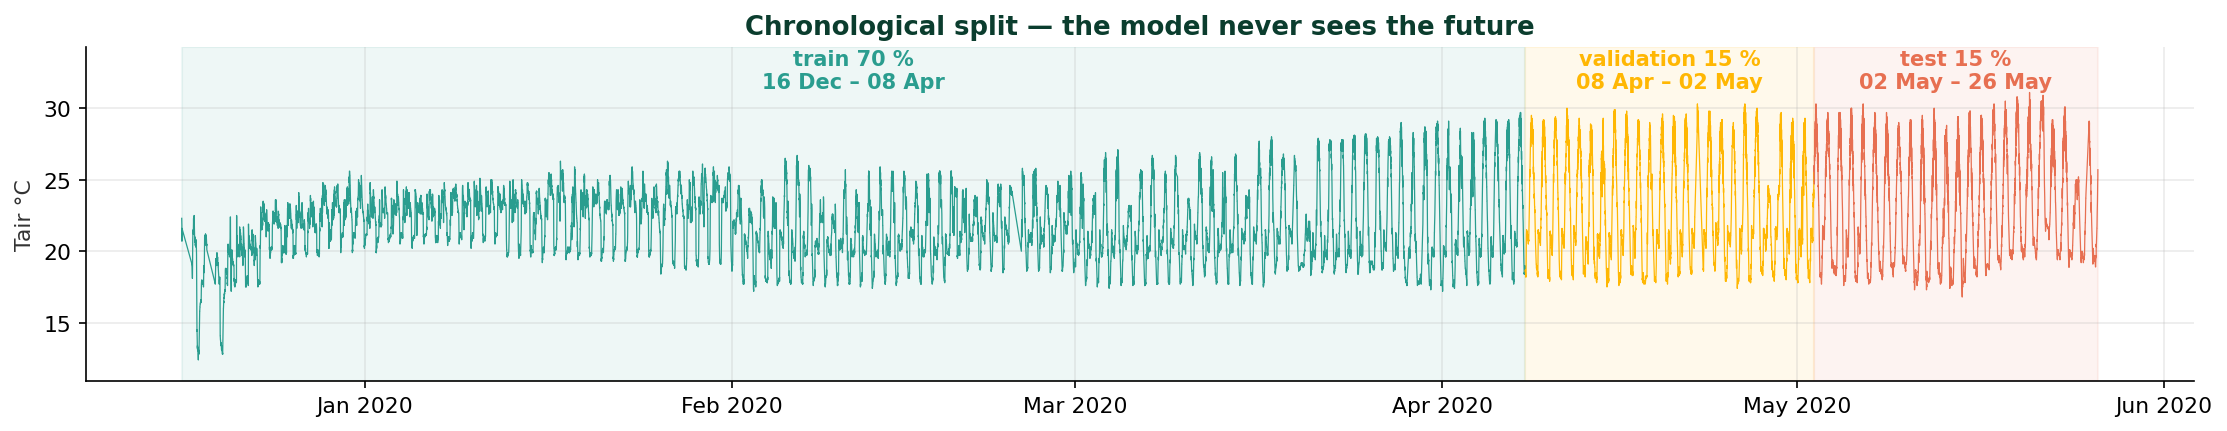 Chronological split — the model never sees the future
train 70 %
16 Dec – 08 Apr
validation 15 %
08 Apr – 02 May
test 15 %
02 May – 26 May
Tair °C
30
25
20
15
Jan 2020
Feb 2020
Mar 2020
Apr 2020
May 2020
Jun 2020